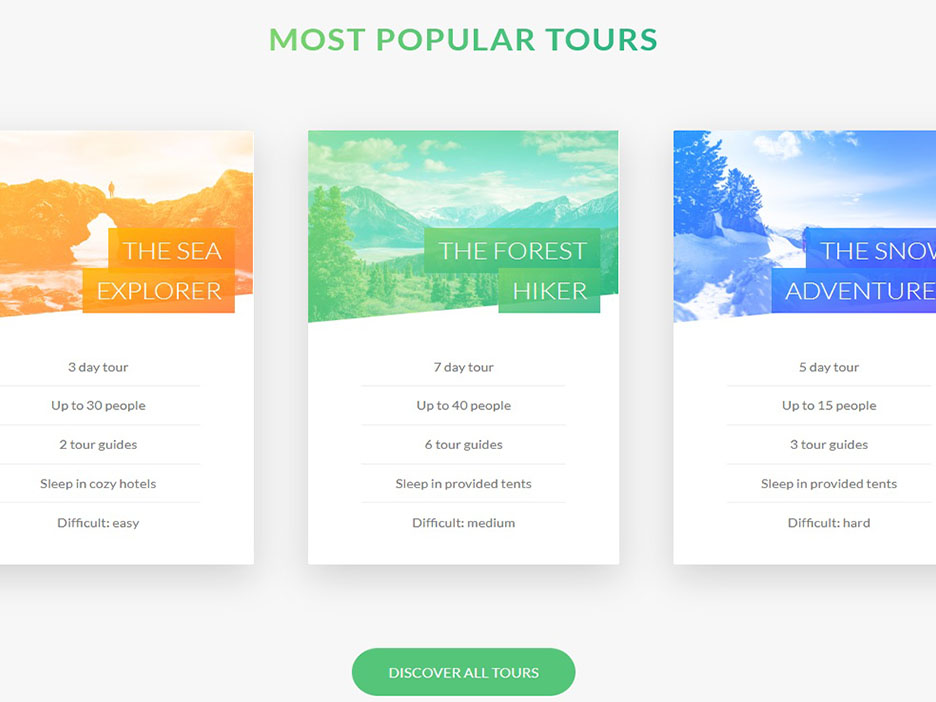 MOST POPULAR TOURS
THE SEA
EXPLORER
3 day tour
Up to 30 people
2 tour guides
Sleep in cozy hotels
Difficult: easy
THE FOREST
HIKER
7 day tour
Up to 40 people
6 tour guides
Sleep in provided tents
Difficult: medium
THE SNOW
ADVENTURE
5 day tour
Up to 15 people
3 tour guides
Sleep in provided tents
Difficult: hard
DISCOVER ALL TOURS